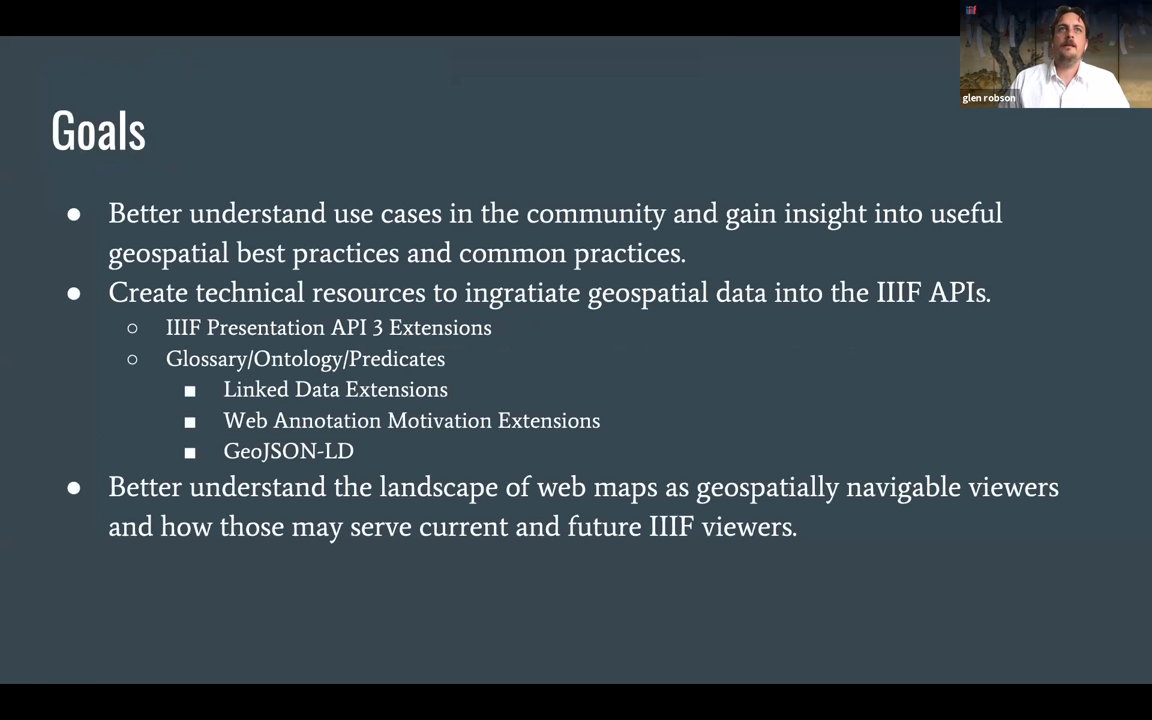 iiif
glen robson
Goals
● Better understand use cases in the community and gain insight into useful
geospatial best practices and common practices.
● Create technical resources to ingratiate geospatial data into the IIIF APIs.
○ IIIF Presentation API 3 Extensions
○ Glossary/Ontology/Predicates
■ Linked Data Extensions
■ Web Annotation Motivation Extensions
■ GeoJSON-LD
● Better understand the landscape of web maps as geospatially navigable viewers
and how those may serve current and future IIIF viewers.